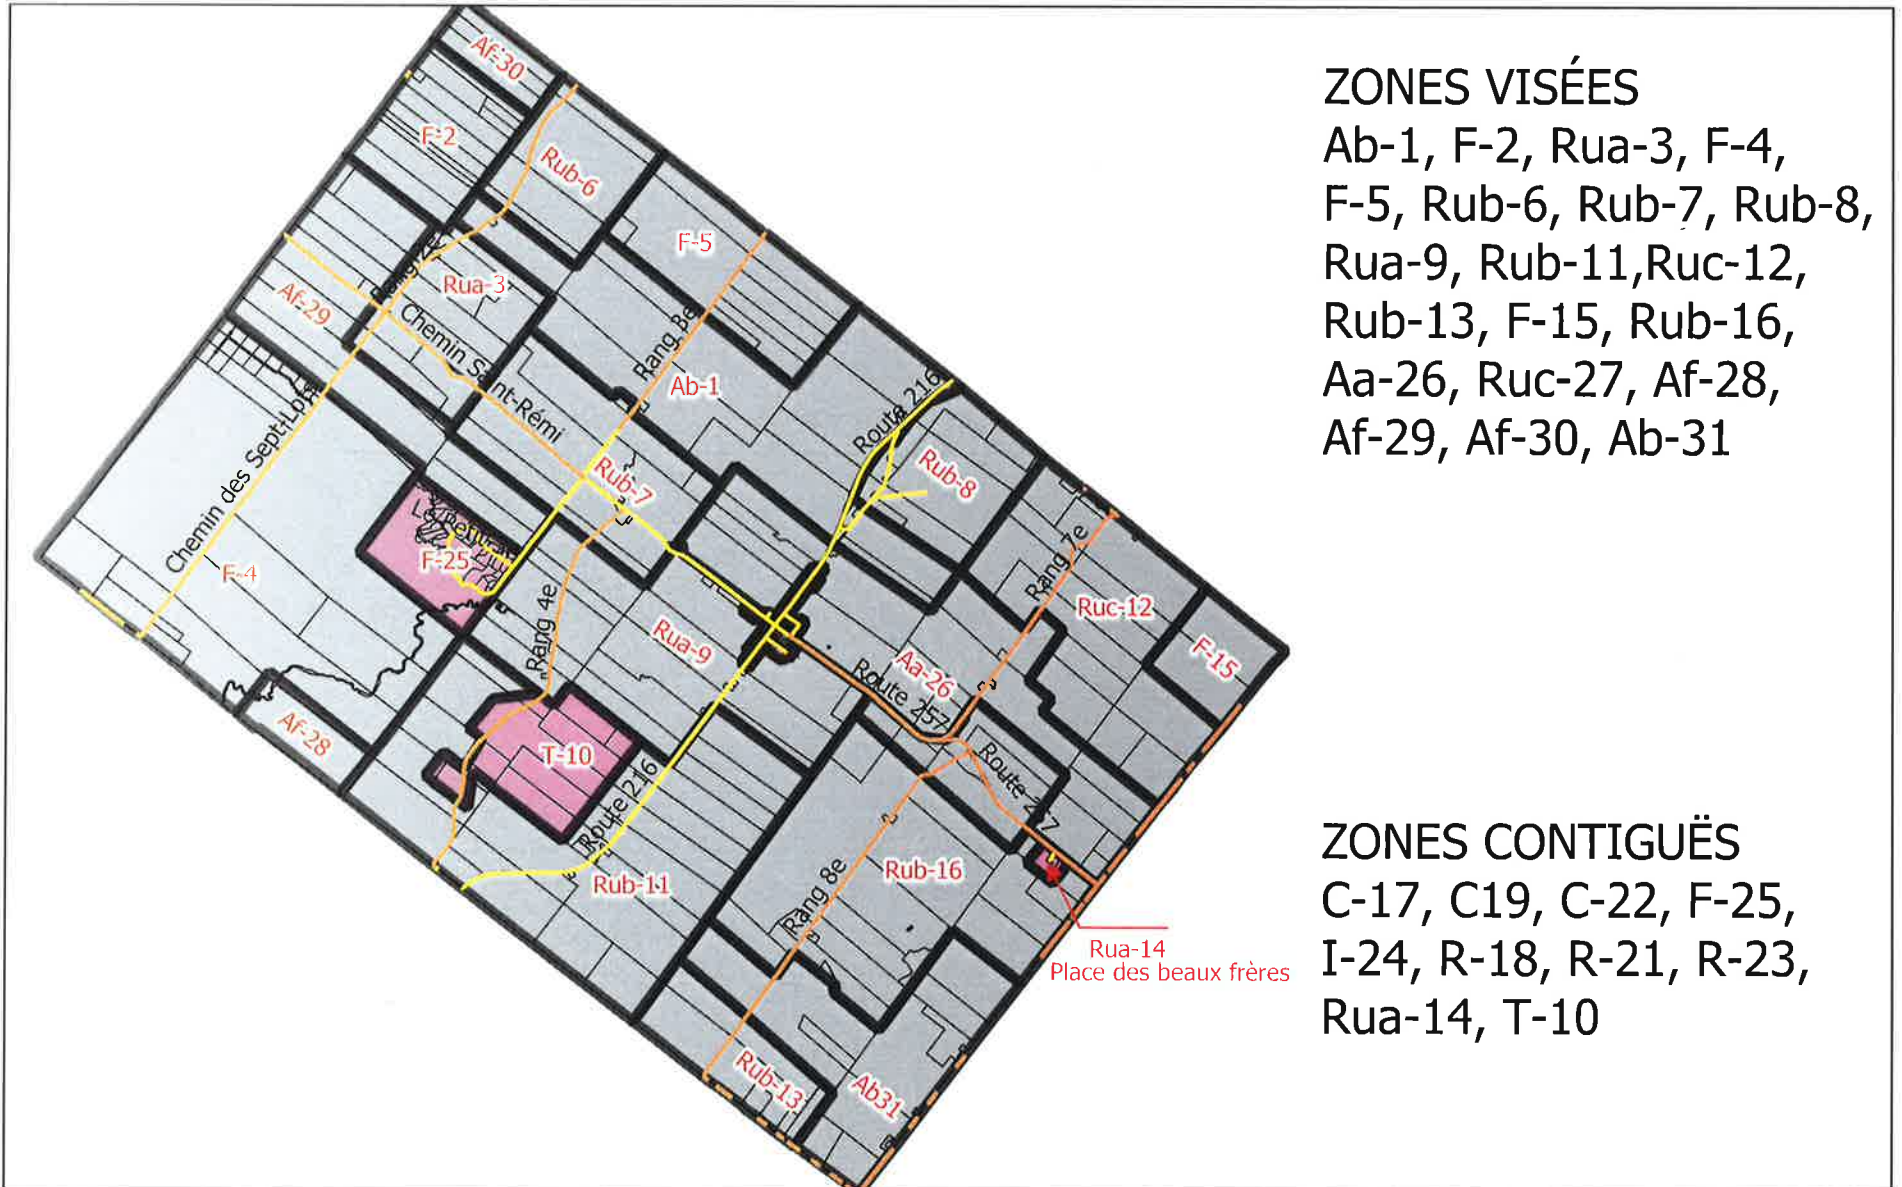 ZONES VISÉES
Ab-1, F-2, Rua-3, F-4,
F-5, Rub-6, Rub-7, Rub-8,
Rua-9, Rub-11,Ruc-12,
Rub-13, F-15, Rub-16,
Aa-26, Ruc-27, Af-28,
Af-29, Af-30, Ab-31
ZONES CONTIGUËS
C-17, C19, C-22, F-25,
I-24, R-18, R-21, R-23,
Rua-14, T-10
Af-30
F-2
Rub-6
F-5
Rang 2e
Rua-3
Af-29
Chemin Saint-Rémi
Rang 3e
Ab-1
Route 216
Rub-8
Chemin des Sept-Lots
Rub-7
F-25
F-4
Rang 4e
Rua-9
Rang 7e
Ruc-12
F-15
Aa-26
Route 257
Af-28
T-10
Route 216
Route 257
Rub-11
Rang 8e
Rub-16
Rua-14
Place des beaux frères
Rub-13
Ab31